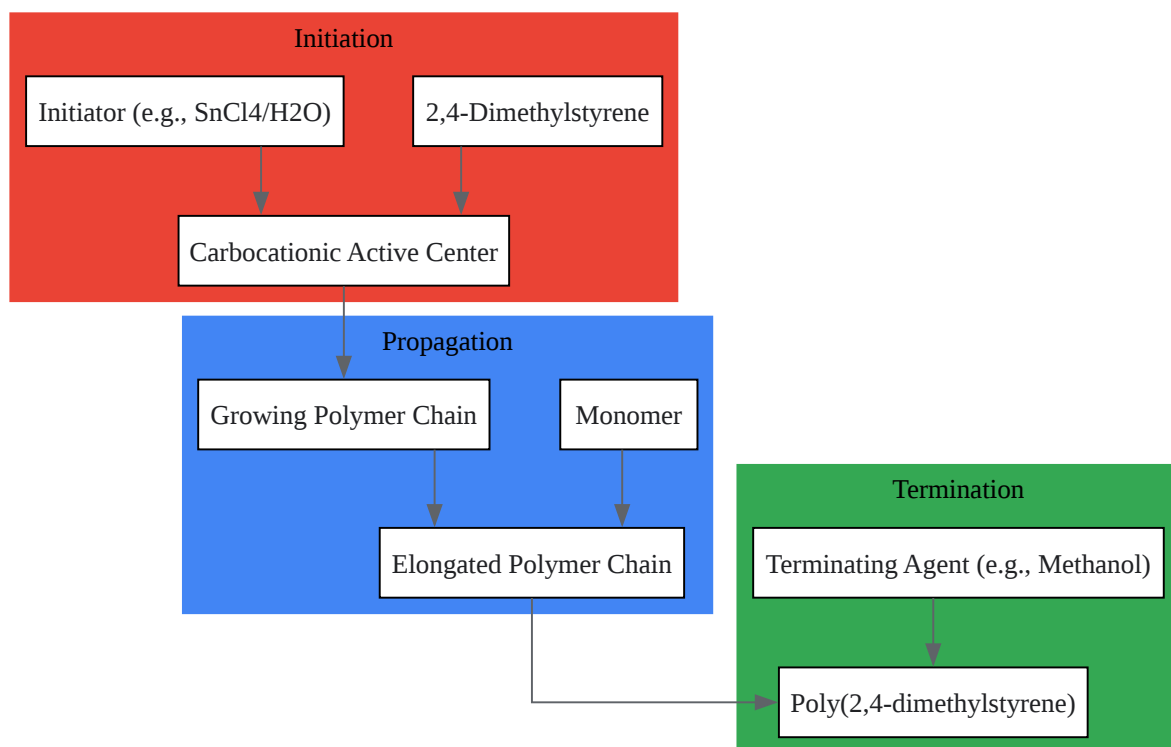 Initiation
Initiator (e.g., SnCl4/H2O)
2,4-Dimethylstyrene
Carbocationic Active Center
Propagation
Growing Polymer Chain
Monomer
Elongated Polymer Chain
Termination
Terminating Agent (e.g., Methanol)
Poly(2,4-dimethylstyrene)